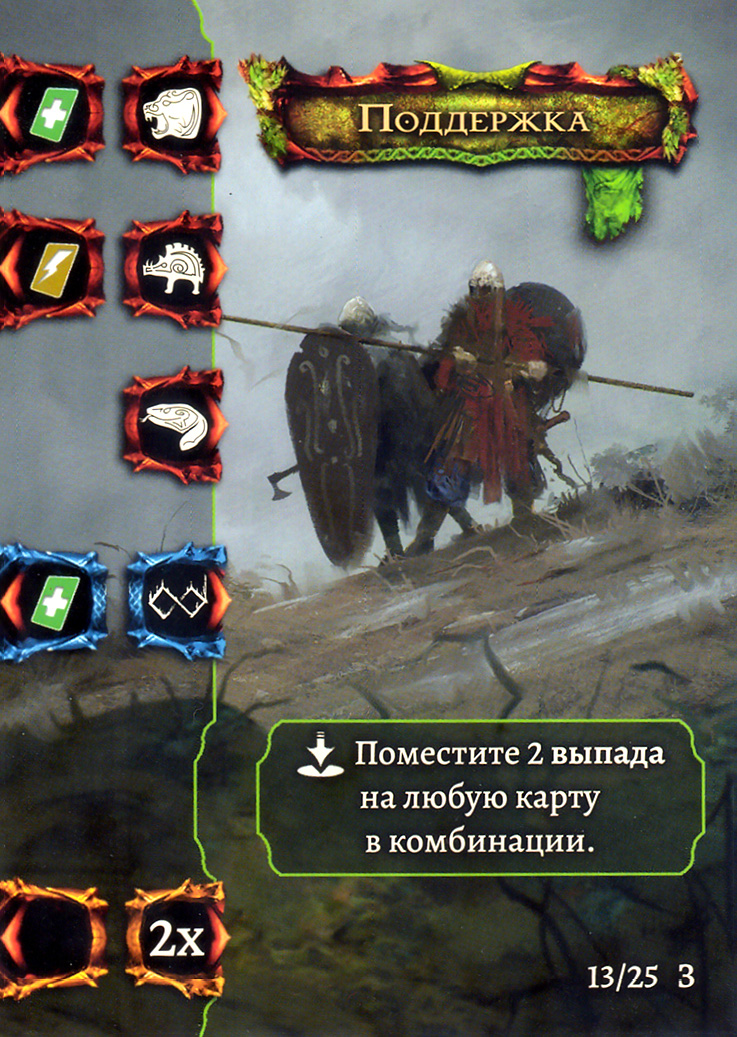 Поддержка
Поместите 2 выпада
на любую карту
в комбинации.
2x
13/25 3